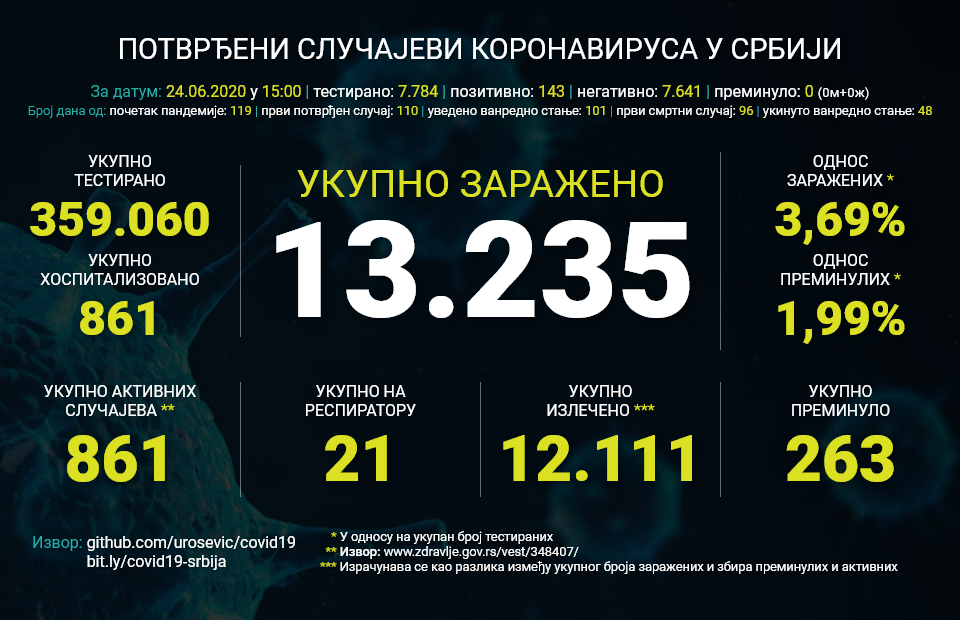 ПОТВРЂЕНИ СЛУЧАЈЕВИ КОРОНАВИРУСА У СРБИЈИ
За датум: 24.06.2020 у 15:00 | тестирано: 7.784 | позитивно: 143 | негативно: 7.641 | преминуло: 0 (0м+0ж)
Број дана од: почетак пандемије: 119 | први потврђен случај: 110 | уведено ванредно стање: 101 | први смртни случај: 96 | укинуто ванредно стање: 48
УКУПНО
ТЕСТИРАНО
359.060
УКУПНО
ХОСПИТАЛИЗОВАНО
861
УКУПНО ЗАРАЖЕНО
13.235
ОДНОС
ЗАРАЖЕНИХ *
3,69%
ОДНОС
ПРЕМИНУЛИХ *
1,99%
УКУПНО АКТИВНИХ
СЛУЧАЈЕВА **
861
УКУПНО НА
РЕСПИРАТОРУ
21
УКУПНО
ИЗЛЕЧЕНО ***
12.111
УКУПНО
ПРЕМИНУЛО
263
Извор: github.com/urosevic/covid19
bit.ly/covid19-srbija
* У односу на укупан број тестираних
** Извор: www.zdravlje.gov.rs/vest/348407/
*** Израчунава се као разлика између укупног броја заражених и збира преминулих и активних